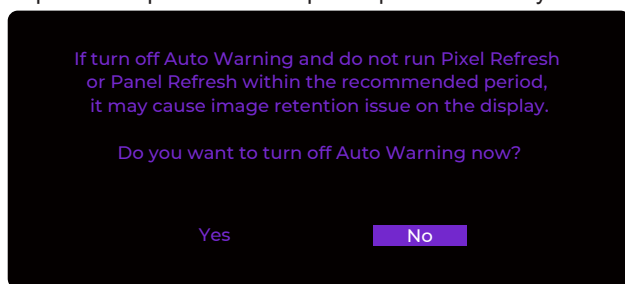 If turn off Auto Warning and do not run Pixel Refresh
or Panel Refresh within the recommended period,
it may cause image retention issue on the display.
Do you want to turn off Auto Warning now?
Yes
No